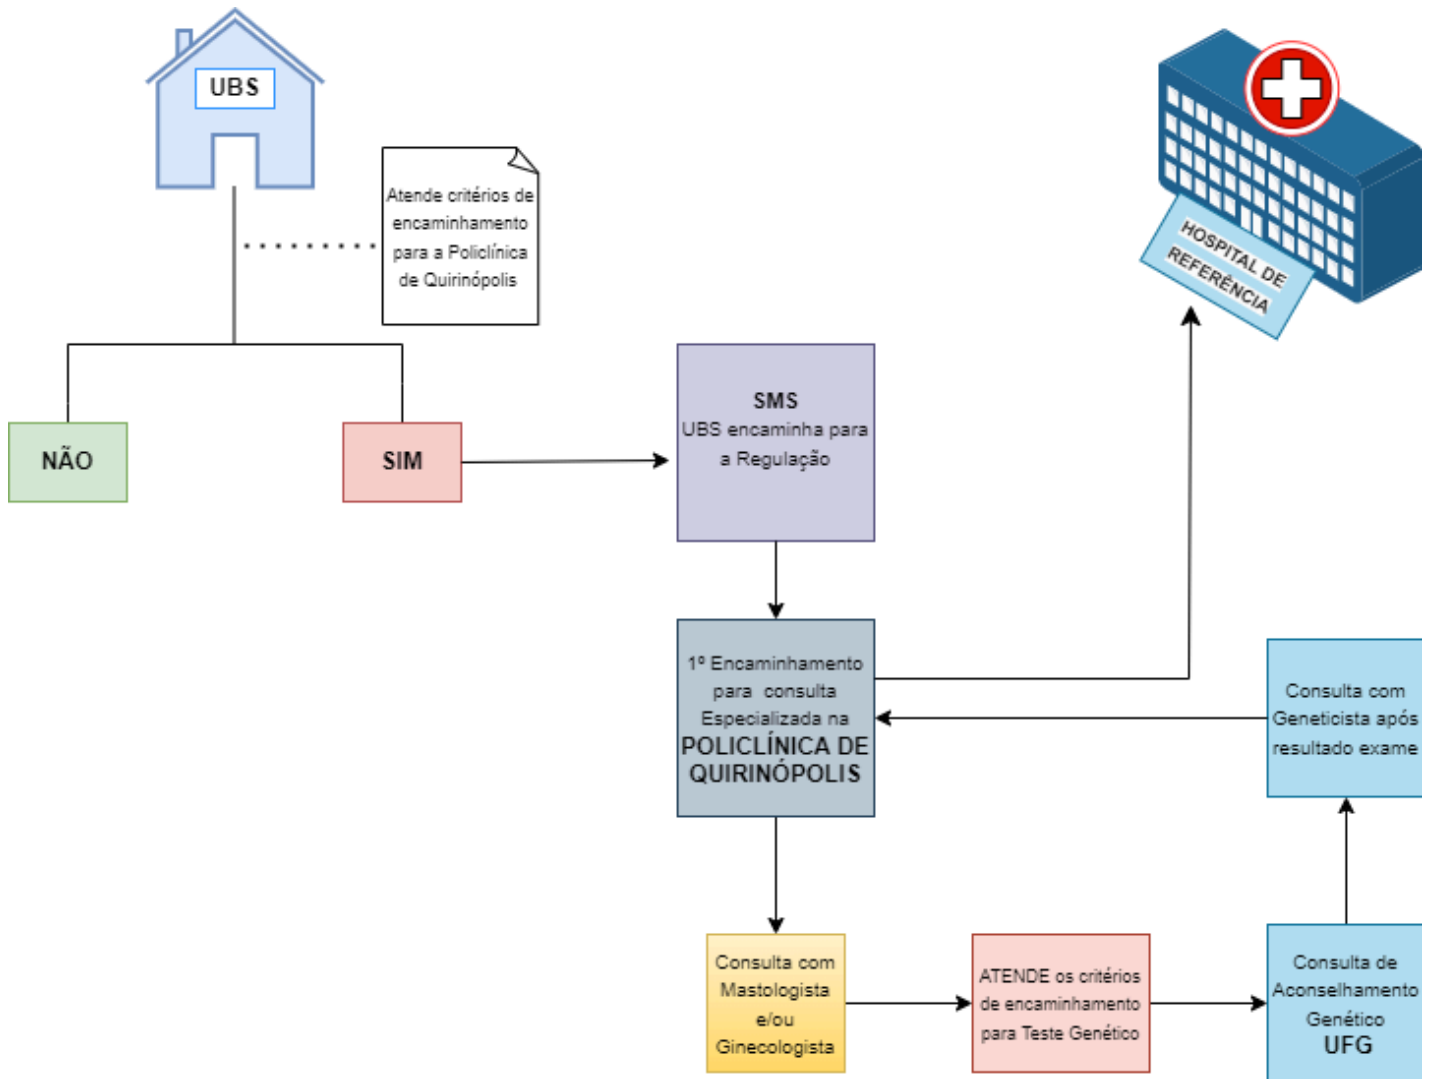 UBS
Atende critérios de
encaminhamento
para a Policlínica
de Quirinópolis
HOSPITAL DE
REFERÊNCIA
NÃO
SIM
SMS
UBS encaminha para
a Regulação
1º Encaminhamento
para consulta
Especializada na
POLICLÍNICA DE
QUIRINÓPOLIS
Consulta com
Geneticista após
resultado exame
Consulta com
Mastologista
e/ou
Ginecologista
ATENDE os critérios
de encaminhamento
para Teste Genético
Consulta de
Aconselhamento
Genético
UFG